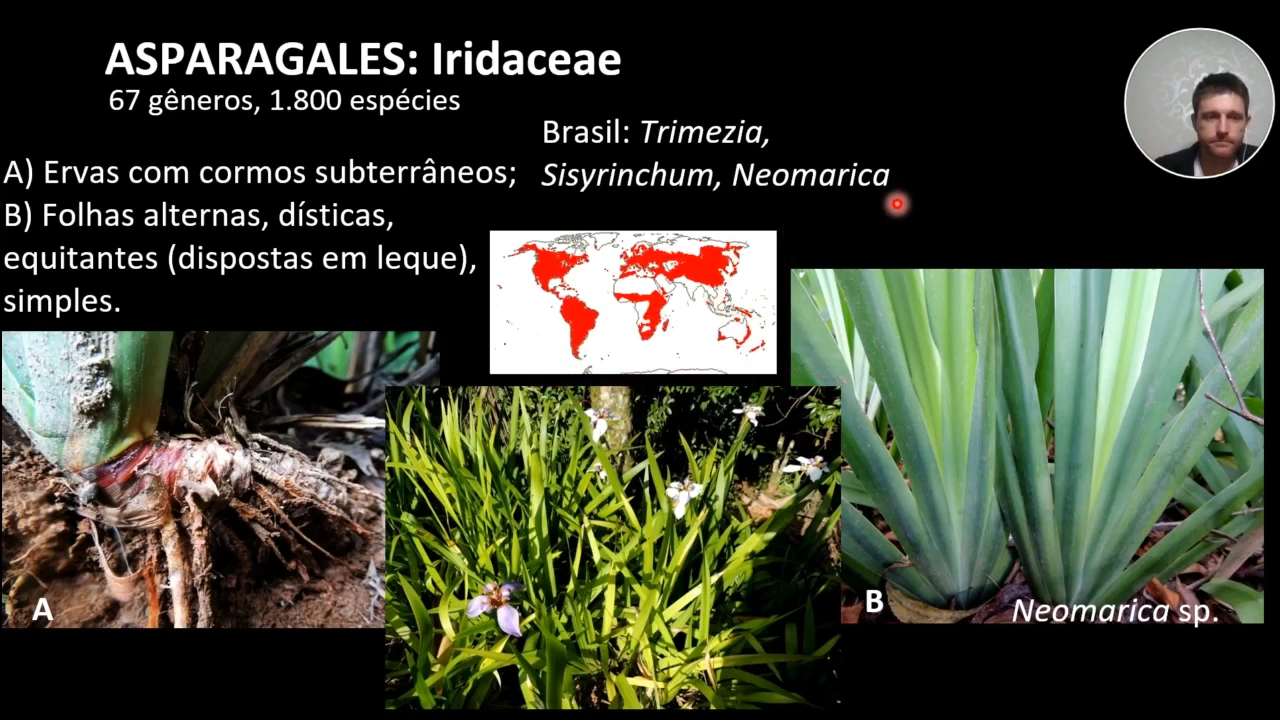 ASPARAGALES: Iridaceae
67 gêneros, 1.800 espécies
Brasil: Trimezia,
Sisyrinchum, Neomarica
A) Ervas com cormos subterrâneos;
B) Folhas alternas, dísticas,
equitantes (dispostas em leque),
simples.
A
B
Neomarica sp.